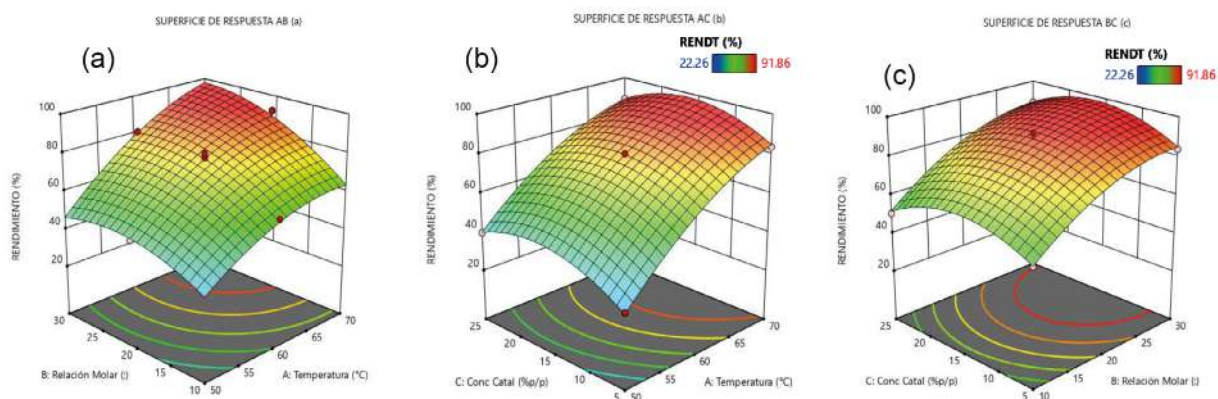 SUPERFICIE DE RESPUESTA AB (a)
(a)
100
80
60
40
20
RENDIMIENTO (%)
30
25
20
15
10
B: Relación Molar (:)
50
55
60
65
70
A: Temperatura (°C)
SUPERFICIE DE RESPUESTA AC (b)
(b)
RENDT (%)
22.26 91.86
100
80
60
40
20
RENDIMIENTO (%)
25
20
15
10
5
C: Conc Catal (%p/p)
50
55
60
65
70
A: Temperatura (°C)
SUPERFICIE DE RESPUESTA BC (c)
(c)
RENDT (%)
22.26 91.86
100
80
60
40
20
RENDIMIENTO (%)
25
20
15
10
5
C: Conc Catal (%p/p)
10
15
20
25
30
B: Relación Molar (:)